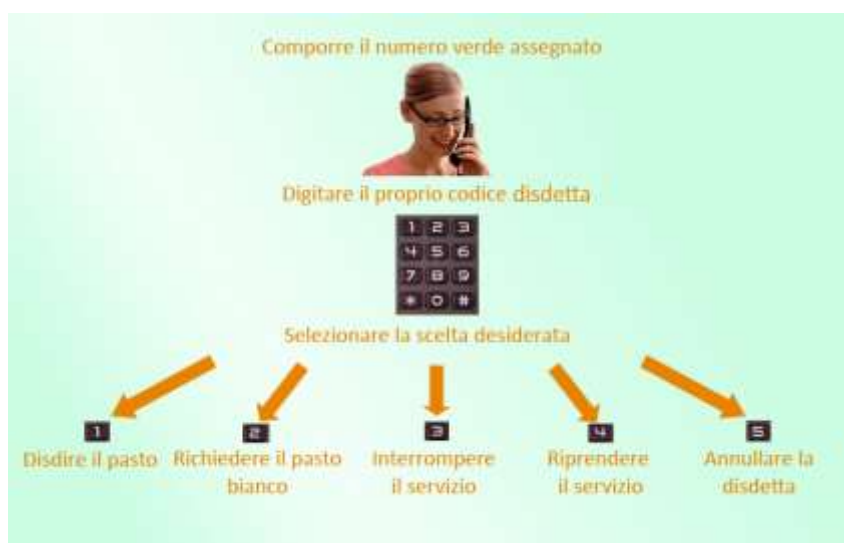 Comporre il numero verde assegnato
Digitare il proprio codice disdetta
1 2 3
4 5 6
7 8 9
* 0 #
Selezionare la scelta desiderata
1
Disdire il pasto
2
Richiedere il pasto
bianco
3
Interrompere
il servizio
4
Riprendere
il servizio
5
Annullare la
disdetta